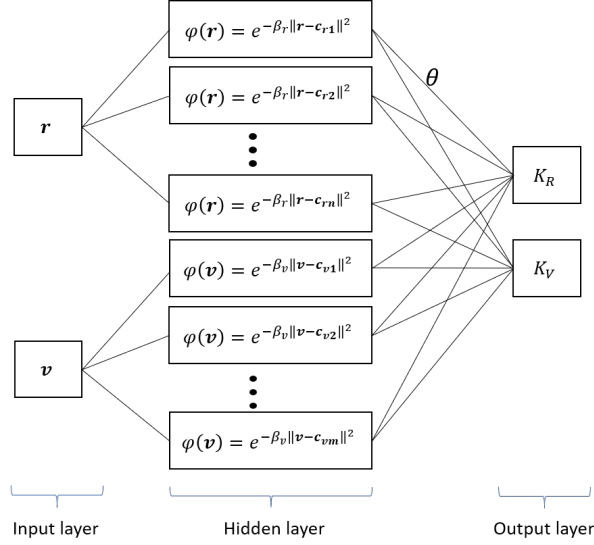 φ(r) = e^{-β_r‖r-c_{r1}‖^2}
θ
φ(r) = e^{-β_r‖r-c_{r2}‖^2}
r
K_R
φ(r) = e^{-β_r‖r-c_{rn}‖^2}
φ(v) = e^{-β_v‖v-c_{v1}‖^2}
K_V
φ(v) = e^{-β_v‖v-c_{v2}‖^2}
v
φ(v) = e^{-β_v‖v-c_{vm}‖^2}
Input layer
Hidden layer
Output layer